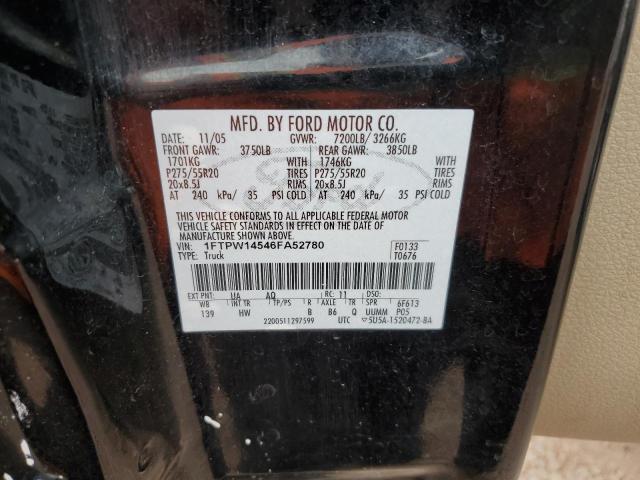 MFD. BY FORD MOTOR CO.
DATE: 11/05 GVWR: 7200LB/ 3266KG
FRONT GAWR: 3750LB REAR GAWR: 3850LB
1701KG WITH 1746KG WITH
P275/55R20 TIRES P275/55R20 TIRES
20x8.5J RIMS 20x8.5J RIMS
AT 240 kPa/ 35 PSI COLD AT 240 kPa/ 35 PSI COLD
THIS VEHICLE CONFORMS TO ALL APPLICABLE FEDERAL MOTOR
VEHICLE SAFETY STANDARDS IN EFFECT ON THE DATE OF
MANUFACTURE SHOWN ABOVE.
VIN: 1FTPW14546FA52780 F0133
TYPE: Truck T0676
EXT PNT: UA AQ RC: 11 DSO:
WB INT TR TP/PS R AXLE TR SPR 6F613
139 HW B B6 Q UUMM P05
2200511297599 UTC 5U5A-1520472-BA
Ford